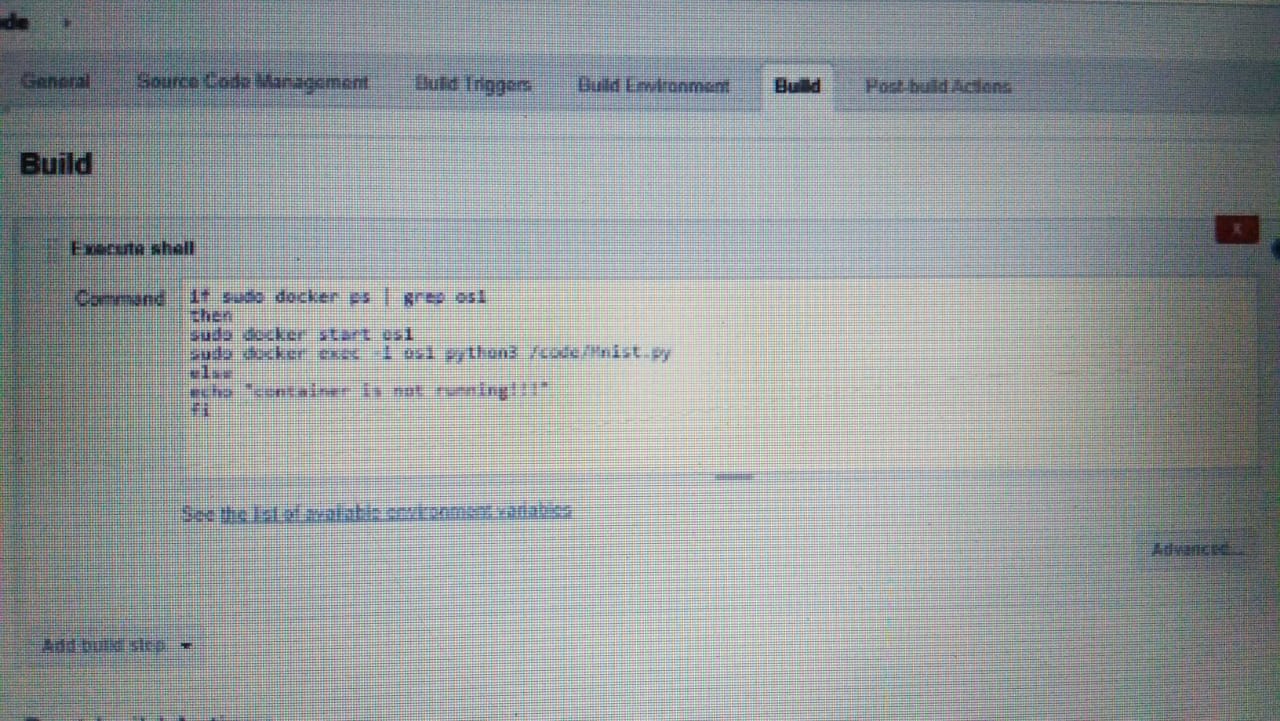 General Source Code Management Build Triggers Build Environment Build Post-build Actions
Build
X
Execute shell
Command
if sudo docker ps | grep os1
then
sudo docker start os1
sudo docker exec -i os1 python3 /code/Mnist.py
else
echo "container is not running!!!"
fi
See the list of available environment variables
Advanced...
Add build step